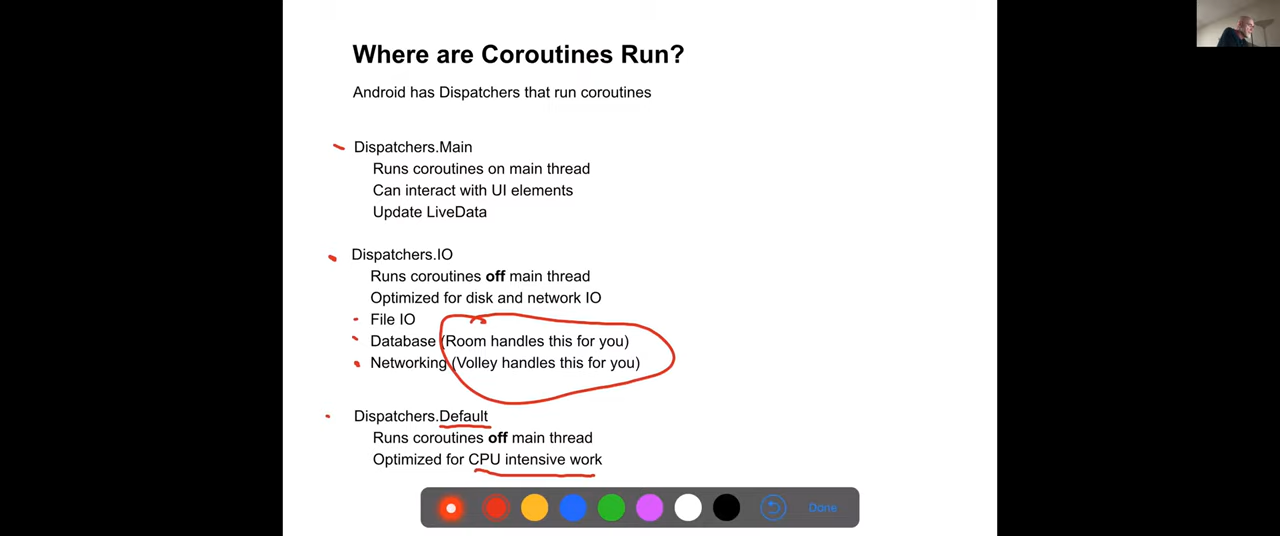 Where are Coroutines Run?
Android has Dispatchers that run coroutines
Dispatchers.Main
Runs coroutines on main thread
Can interact with UI elements
Update LiveData
Dispatchers.IO
Runs coroutines off main thread
Optimized for disk and network IO
File IO
Database (Room handles this for you)
Networking (Volley handles this for you)
Dispatchers.Default
Runs coroutines off main thread
Optimized for CPU intensive work
Done